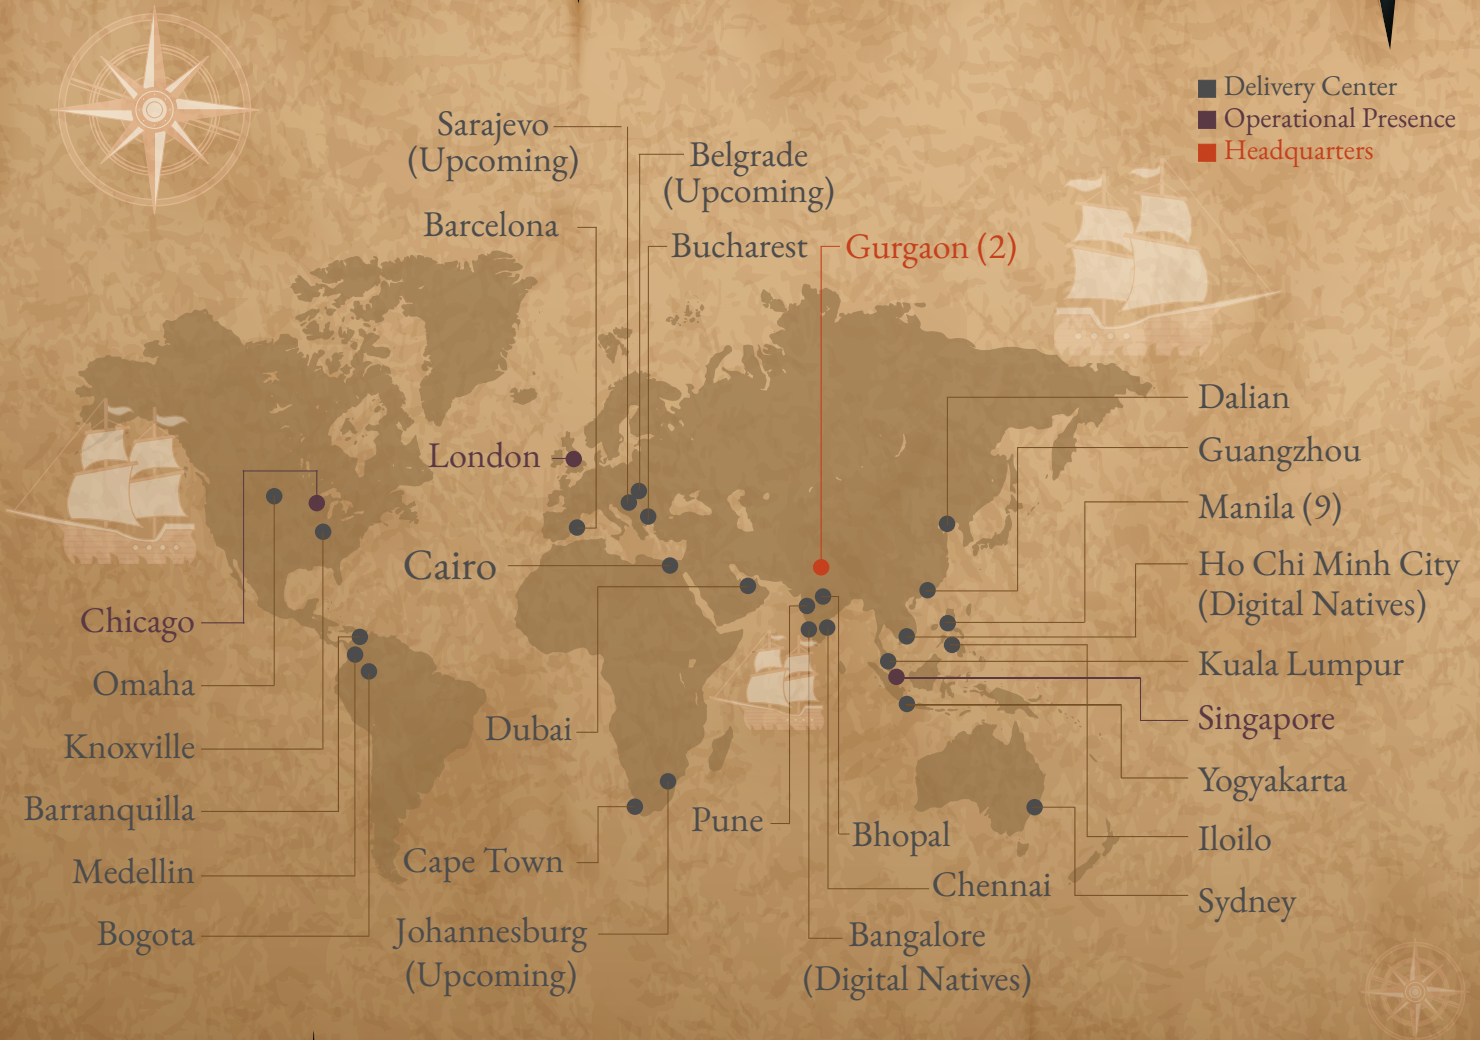 Delivery Center
Operational Presence
Headquarters
Sarajevo
(Upcoming)
Belgrade
(Upcoming)
Barcelona
Bucharest
Gurgaon (2)
London
Cairo
Dubai
Chicago
Omaha
Knoxville
Barranquilla
Medellin
Bogota
Cape Town
Johannesburg
(Upcoming)
Pune
Bhopal
Chennai
Bangalore
(Digital Natives)
Dalian
Guangzhou
Manila (9)
Ho Chi Minh City
(Digital Natives)
Kuala Lumpur
Singapore
Yogyakarta
Iloilo
Sydney